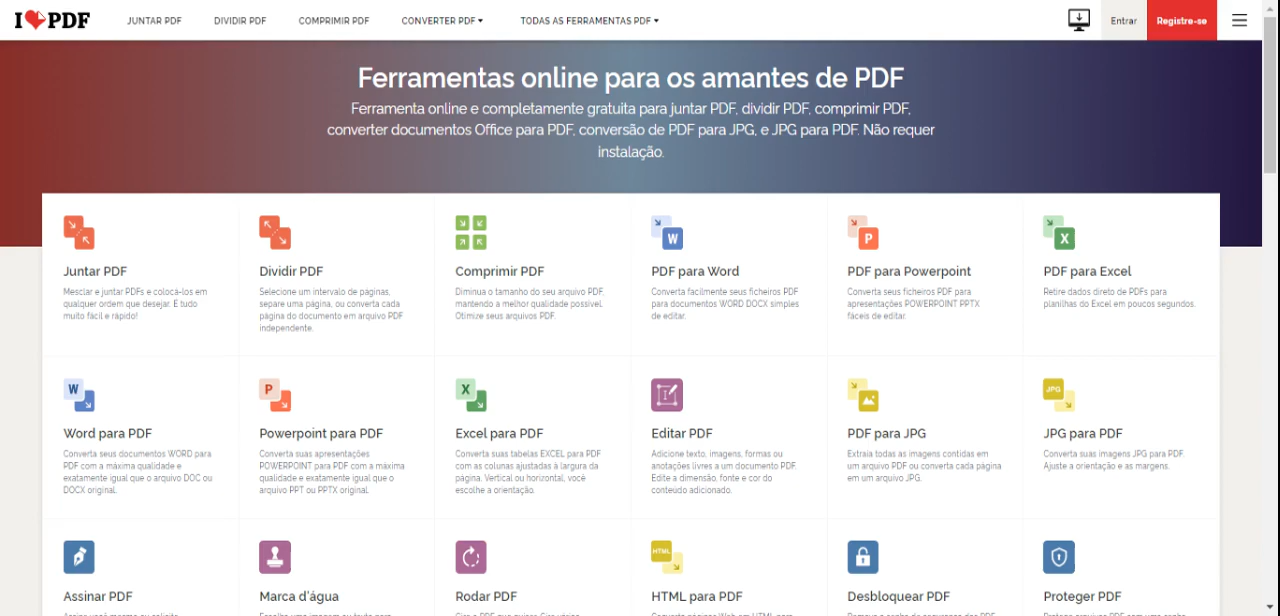 I PDF
JUNTAR PDF
DIVIDIR PDF
COMPRIMIR PDF
CONVERTER PDF
TODAS AS FERRAMENTAS PDF
Entrar
Registre-se
Ferramentas online para os amantes de PDF
Ferramenta online e completamente gratuita para juntar PDF, dividir PDF, comprimir PDF,
converter documentos Office para PDF, conversão de PDF para JPG, e JPG para PDF. Não requer
instalação.
Juntar PDF
Mesclar e juntar PDFs e colocá-los em
qualquer ordem que desejar. É tudo
muito fácil e rápido!
Dividir PDF
Selecione um intervalo de páginas,
separe uma página, ou converta cada
página do documento em arquivo PDF
independente.
Comprimir PDF
Diminua o tamanho do seu arquivo PDF,
mantendo a melhor qualidade possível.
Otimize seus arquivos PDF.
W
PDF para Word
Converta facilmente seus ficheiros PDF
para documentos WORD DOCX simples
de editar.
P
PDF para Powerpoint
Converta seus ficheiros PDF para
apresentações POWERPOINT PPTX
fáceis de editar.
X
PDF para Excel
Retire dados direto de PDFs para
planilhas do Excel em poucos segundos.
W
Word para PDF
Converta seus documentos WORD para
PDF com a máxima qualidade e
exatamente igual que o arquivo DOC ou
DOCX original.
P
Powerpoint para PDF
Converta suas apresentações
POWERPOINT para PDF com a máxima
qualidade e exatamente igual que o
arquivo PPT ou PPTX original.
X
Excel para PDF
Converta suas tabelas EXCEL para PDF
com as colunas ajustadas à largura da
página. Vertical ou horizontal, você
escolhe a orientação.
Editar PDF
Adicione texto, imagens, formas ou
anotações livres a um documento PDF.
Edite a dimensão, fonte e cor do
conteúdo adicionado.
PDF para JPG
Extraia todas as imagens contidas em
um arquivo PDF ou converta cada página
em um arquivo JPG.
JPG
JPG para PDF
Converta suas imagens JPG para PDF.
Ajuste a orientação e as margens.
Assinar PDF
Marca d'água
Rodar PDF
HTML
HTML para PDF
Desbloquear PDF
Proteger PDF